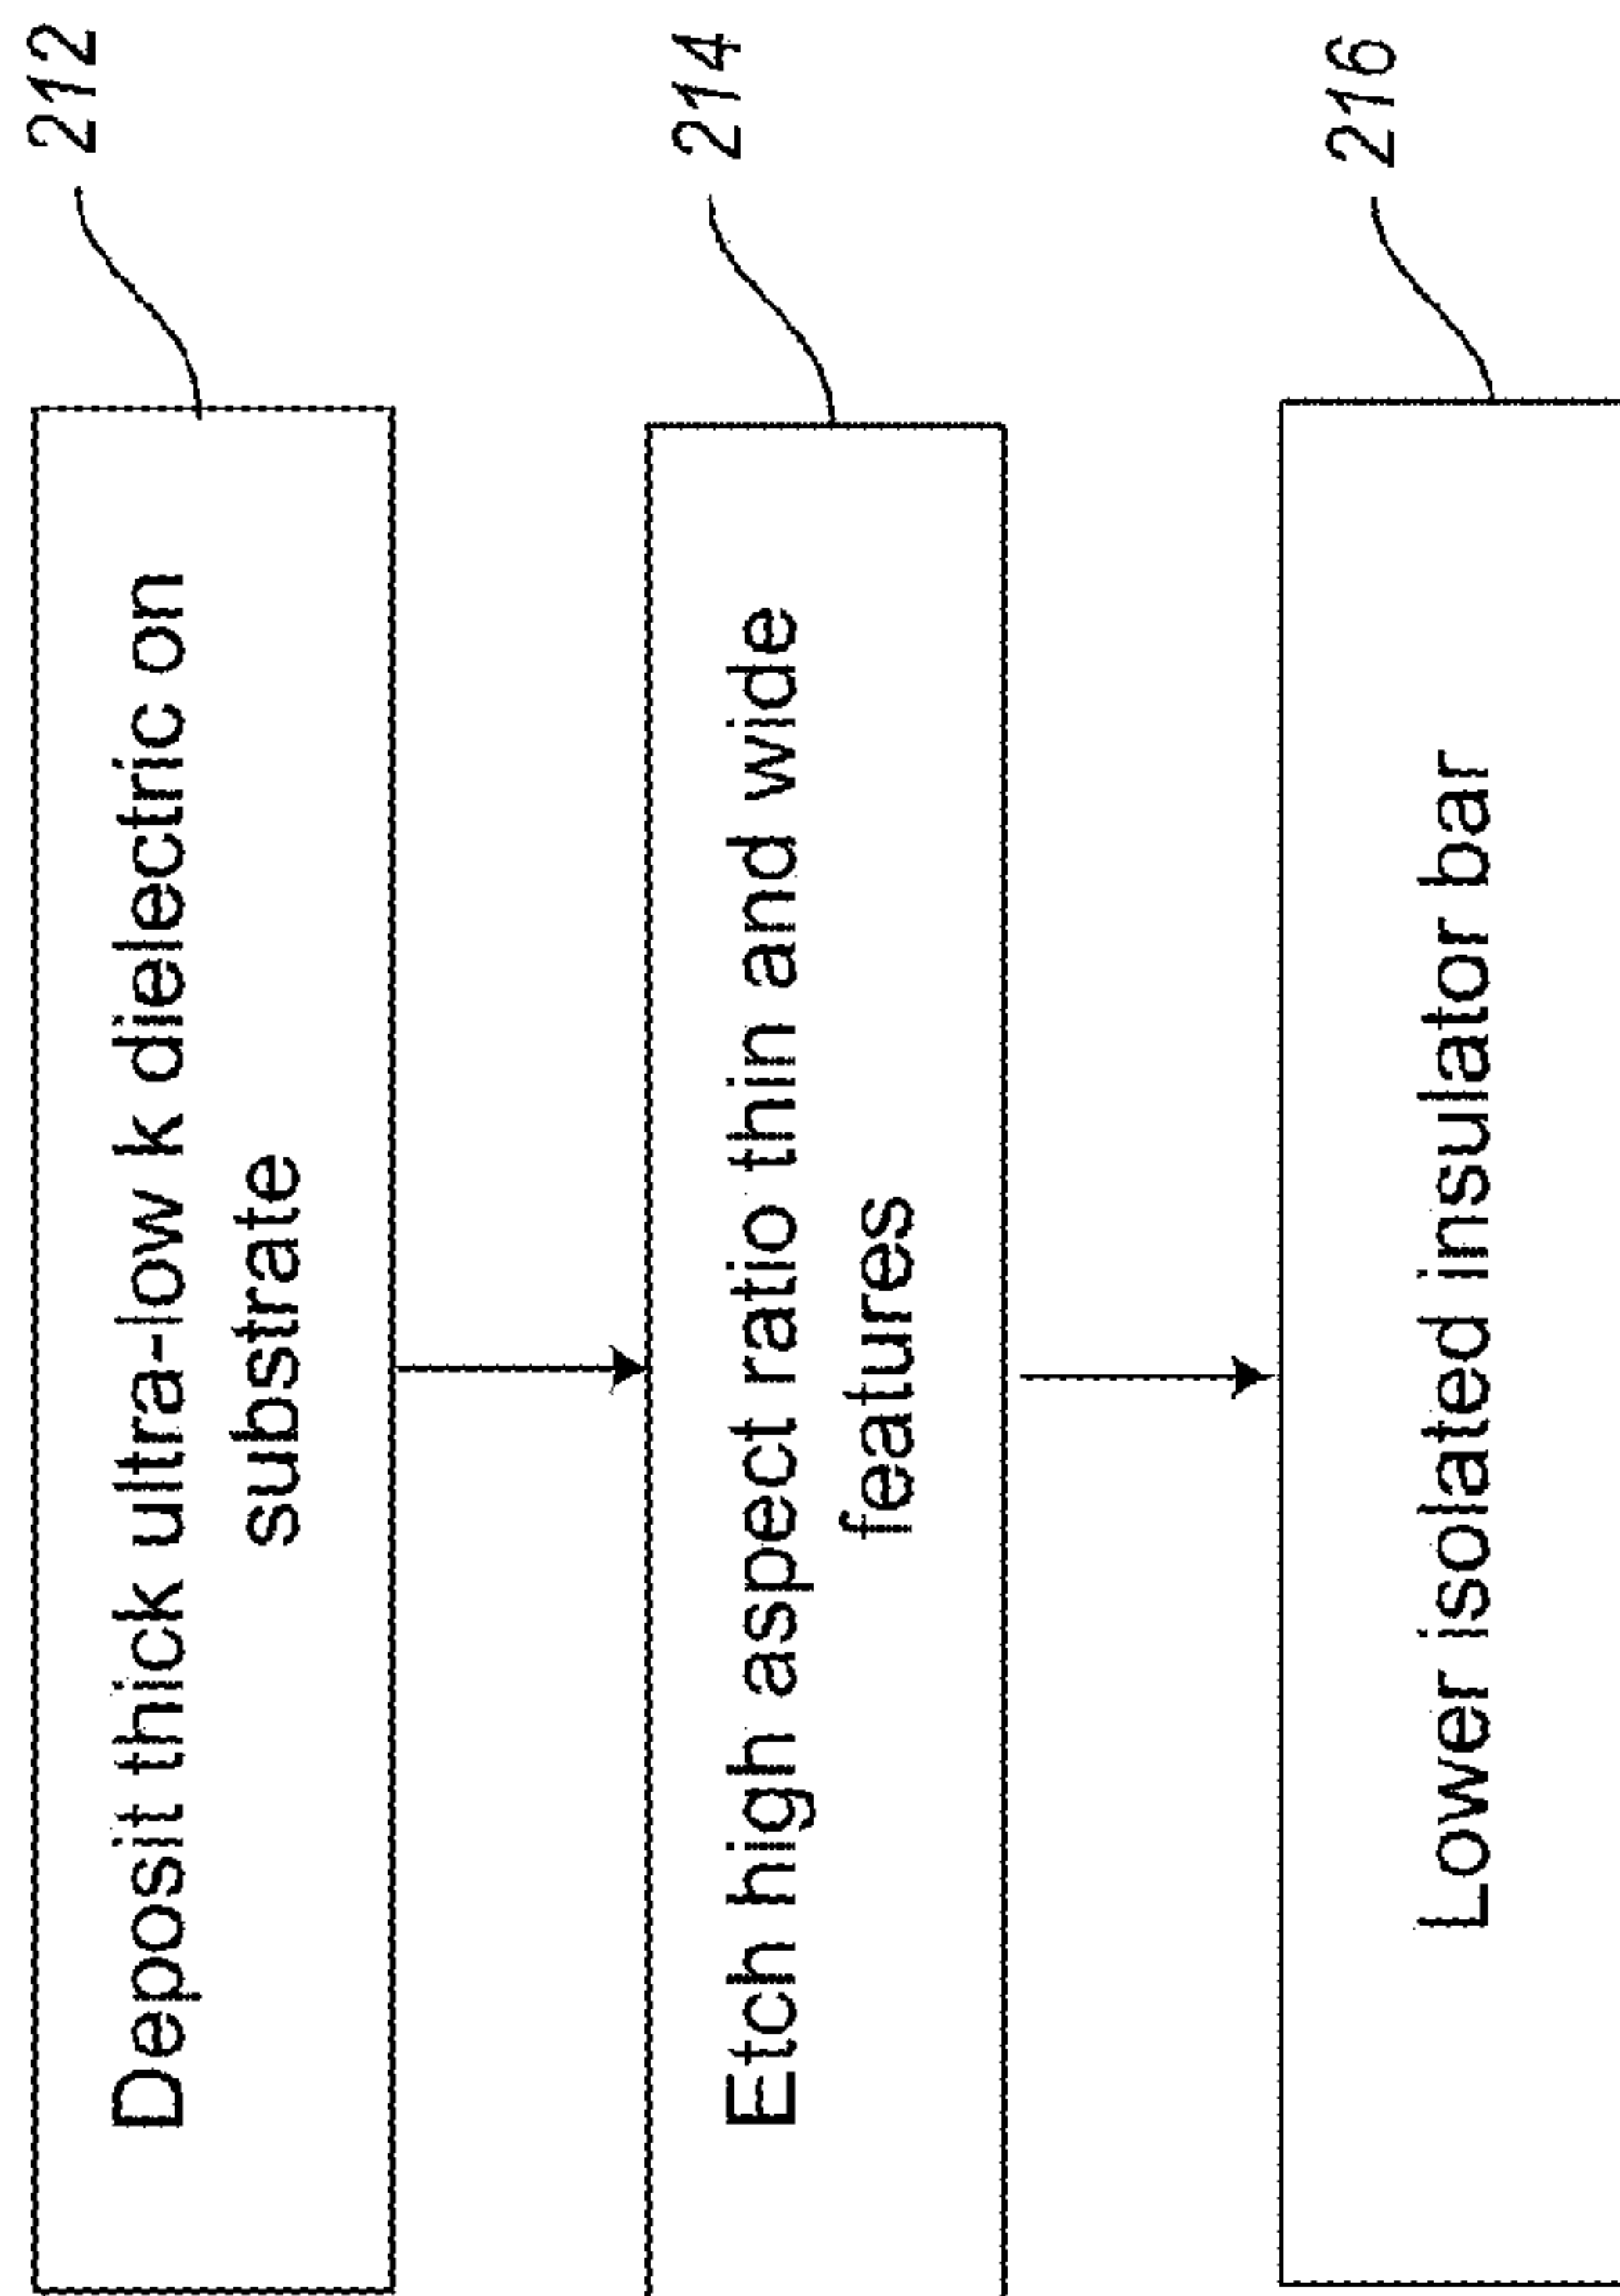 212
Deposit thick ultra-low k dielectric on
substrate
214
Etch high aspect ratio thin and wide
features
216
Lower isolated insulator bar